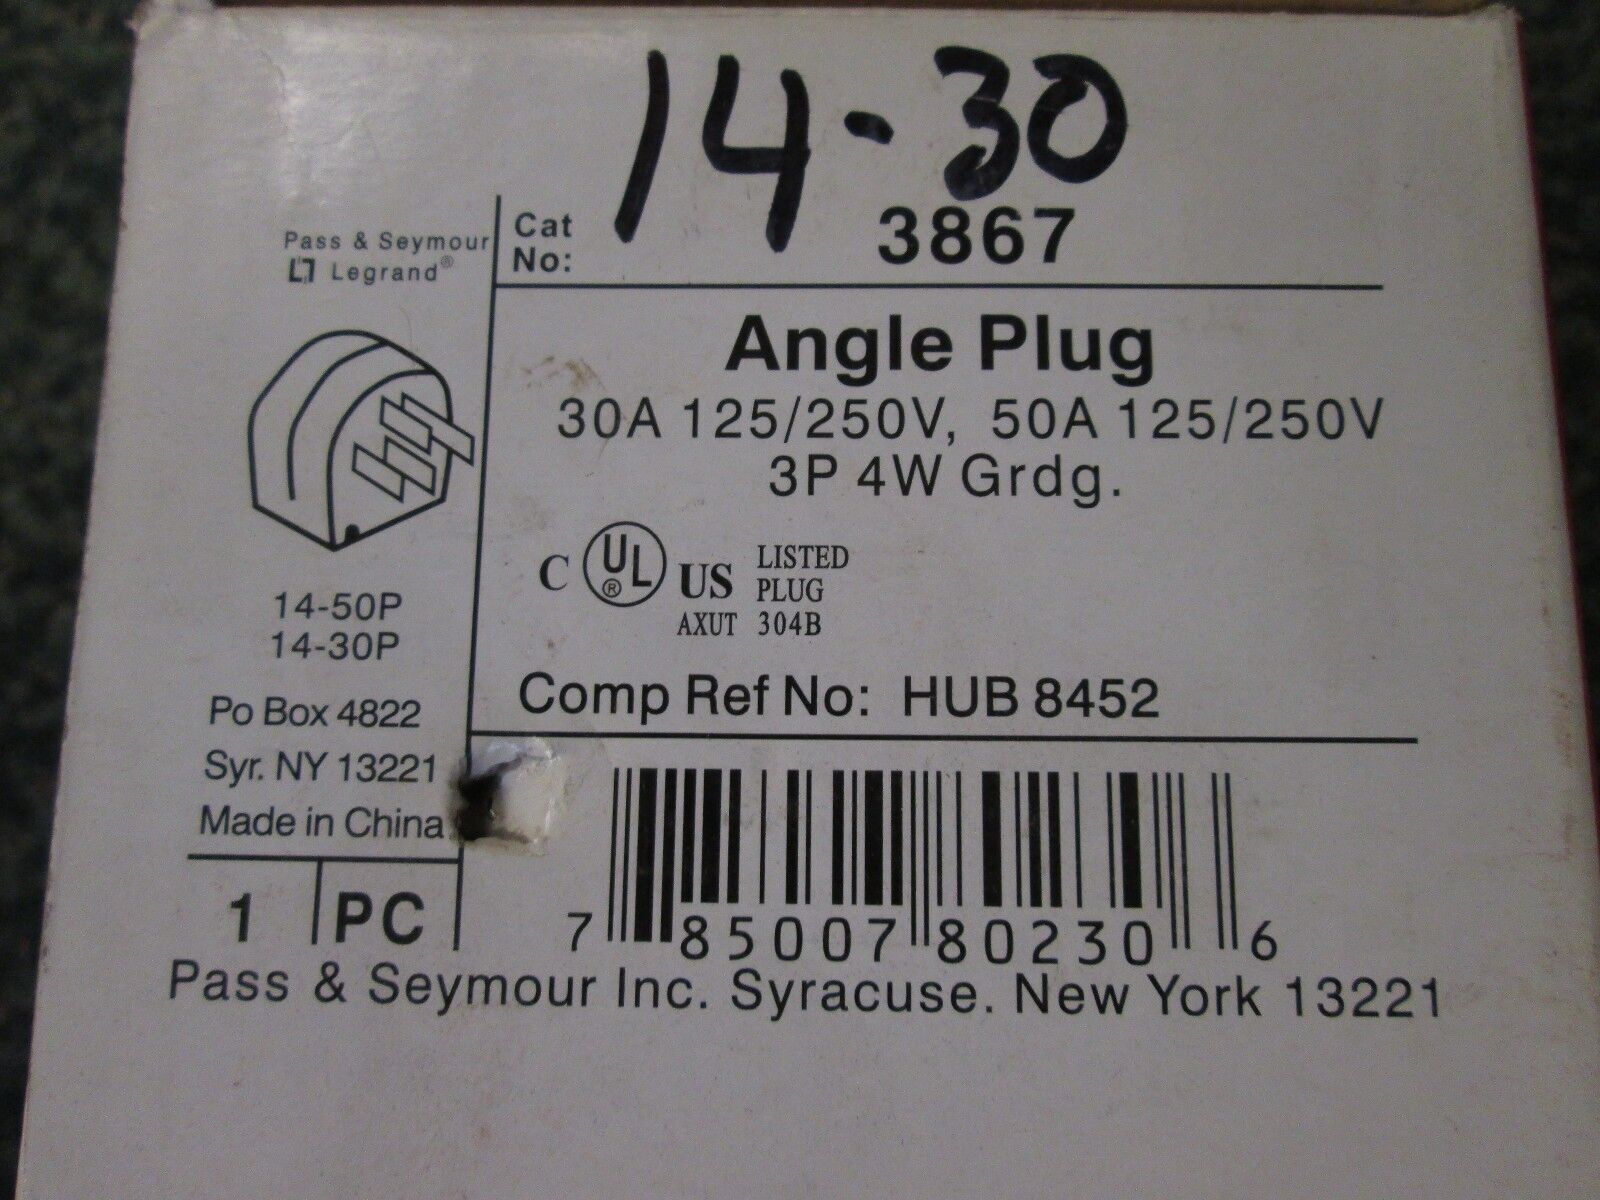 14-30
Pass & Seymour
Legrand®
Cat
No:
3867
Angle Plug
30A 125/250V, 50A 125/250V
3P 4W Grdg.
C UL® US LISTED
PLUG
AXUT 304B
14-50P
14-30P
Comp Ref No: HUB 8452
Po Box 4822
Syr. NY 13221
Made in China
1 PC
7 85007 80230 6
Pass & Seymour Inc. Syracuse. New York 13221